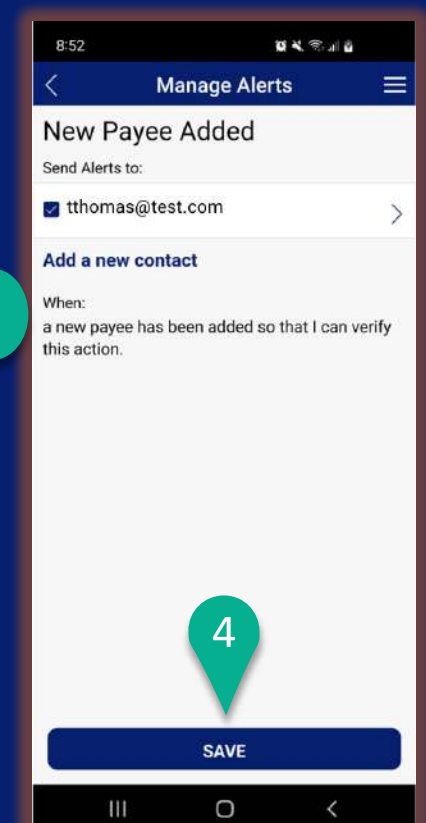 8:52
Manage Alerts
New Payee Added
Send Alerts to:
tthomas@test.com
Add a new contact
When:
a new payee has been added so that I can verify
this action.
4
SAVE